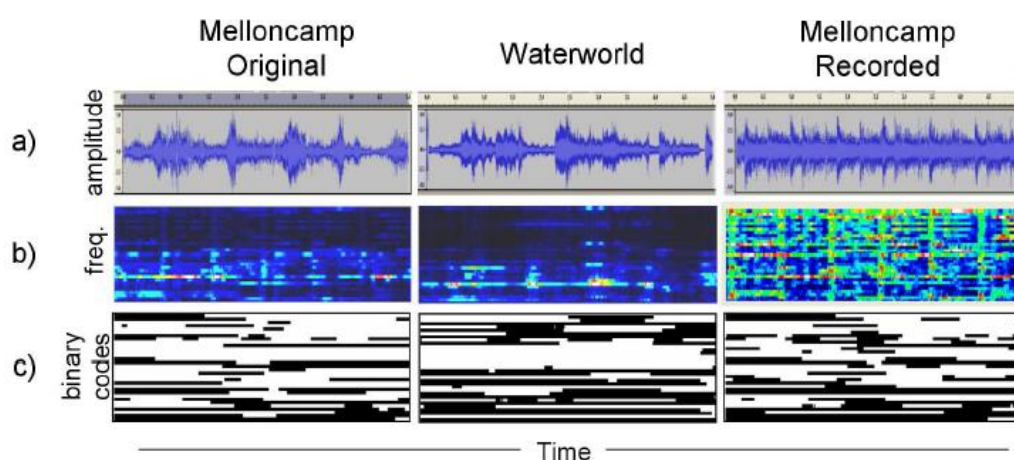 Melloncamp
Original
Waterworld
Melloncamp
Recorded
a)
amplitude
b)
freq.
c)
binary
codes
Time